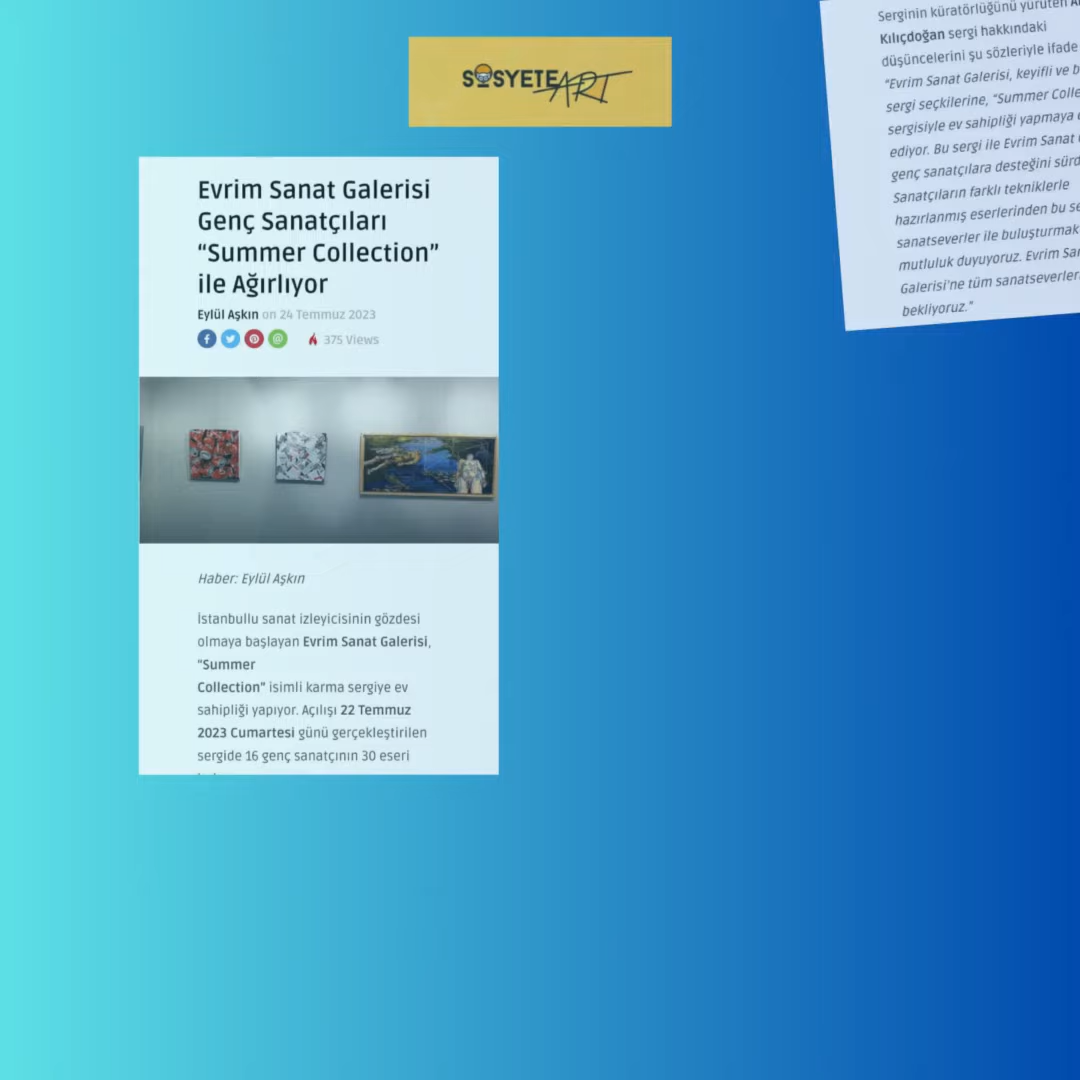 SOSYETE ART
Evrim Sanat Galerisi
Genç Sanatçıları
“Summer Collection”
ile Ağırlıyor
Eylül Aşkın on 24 Temmuz 2023
375 Views
Haber: Eylül Aşkın
İstanbullu sanat izleyicisinin gözdesi
olmaya başlayan Evrim Sanat Galerisi,
“Summer
Collection” isimli karma sergiye ev
sahipliği yapıyor. Açılışı 22 Temmuz
2023 Cumartesi günü gerçekleştirilen
sergide 16 genç sanatçının 30 eseri
Serginin küratörlüğünü yürüten
Kılıçdoğan sergi hakkındaki
düşüncelerini şu sözleriyle ifade
“Evrim Sanat Galerisi, keyifli ve
sergi seçkilerine, “Summer
sergisiyle ev sahipliği yapmaya
ediyor. Bu sergi ile Evrim Sanat
genç sanatçılara desteğini
Sanatçıların farklı tekniklerle
hazırlanmış eserlerinden bu
sanatseverler ile buluşturmak
mutluluk duyuyoruz. Evrim
Galerisi'ne tüm
bekliyoruz.”